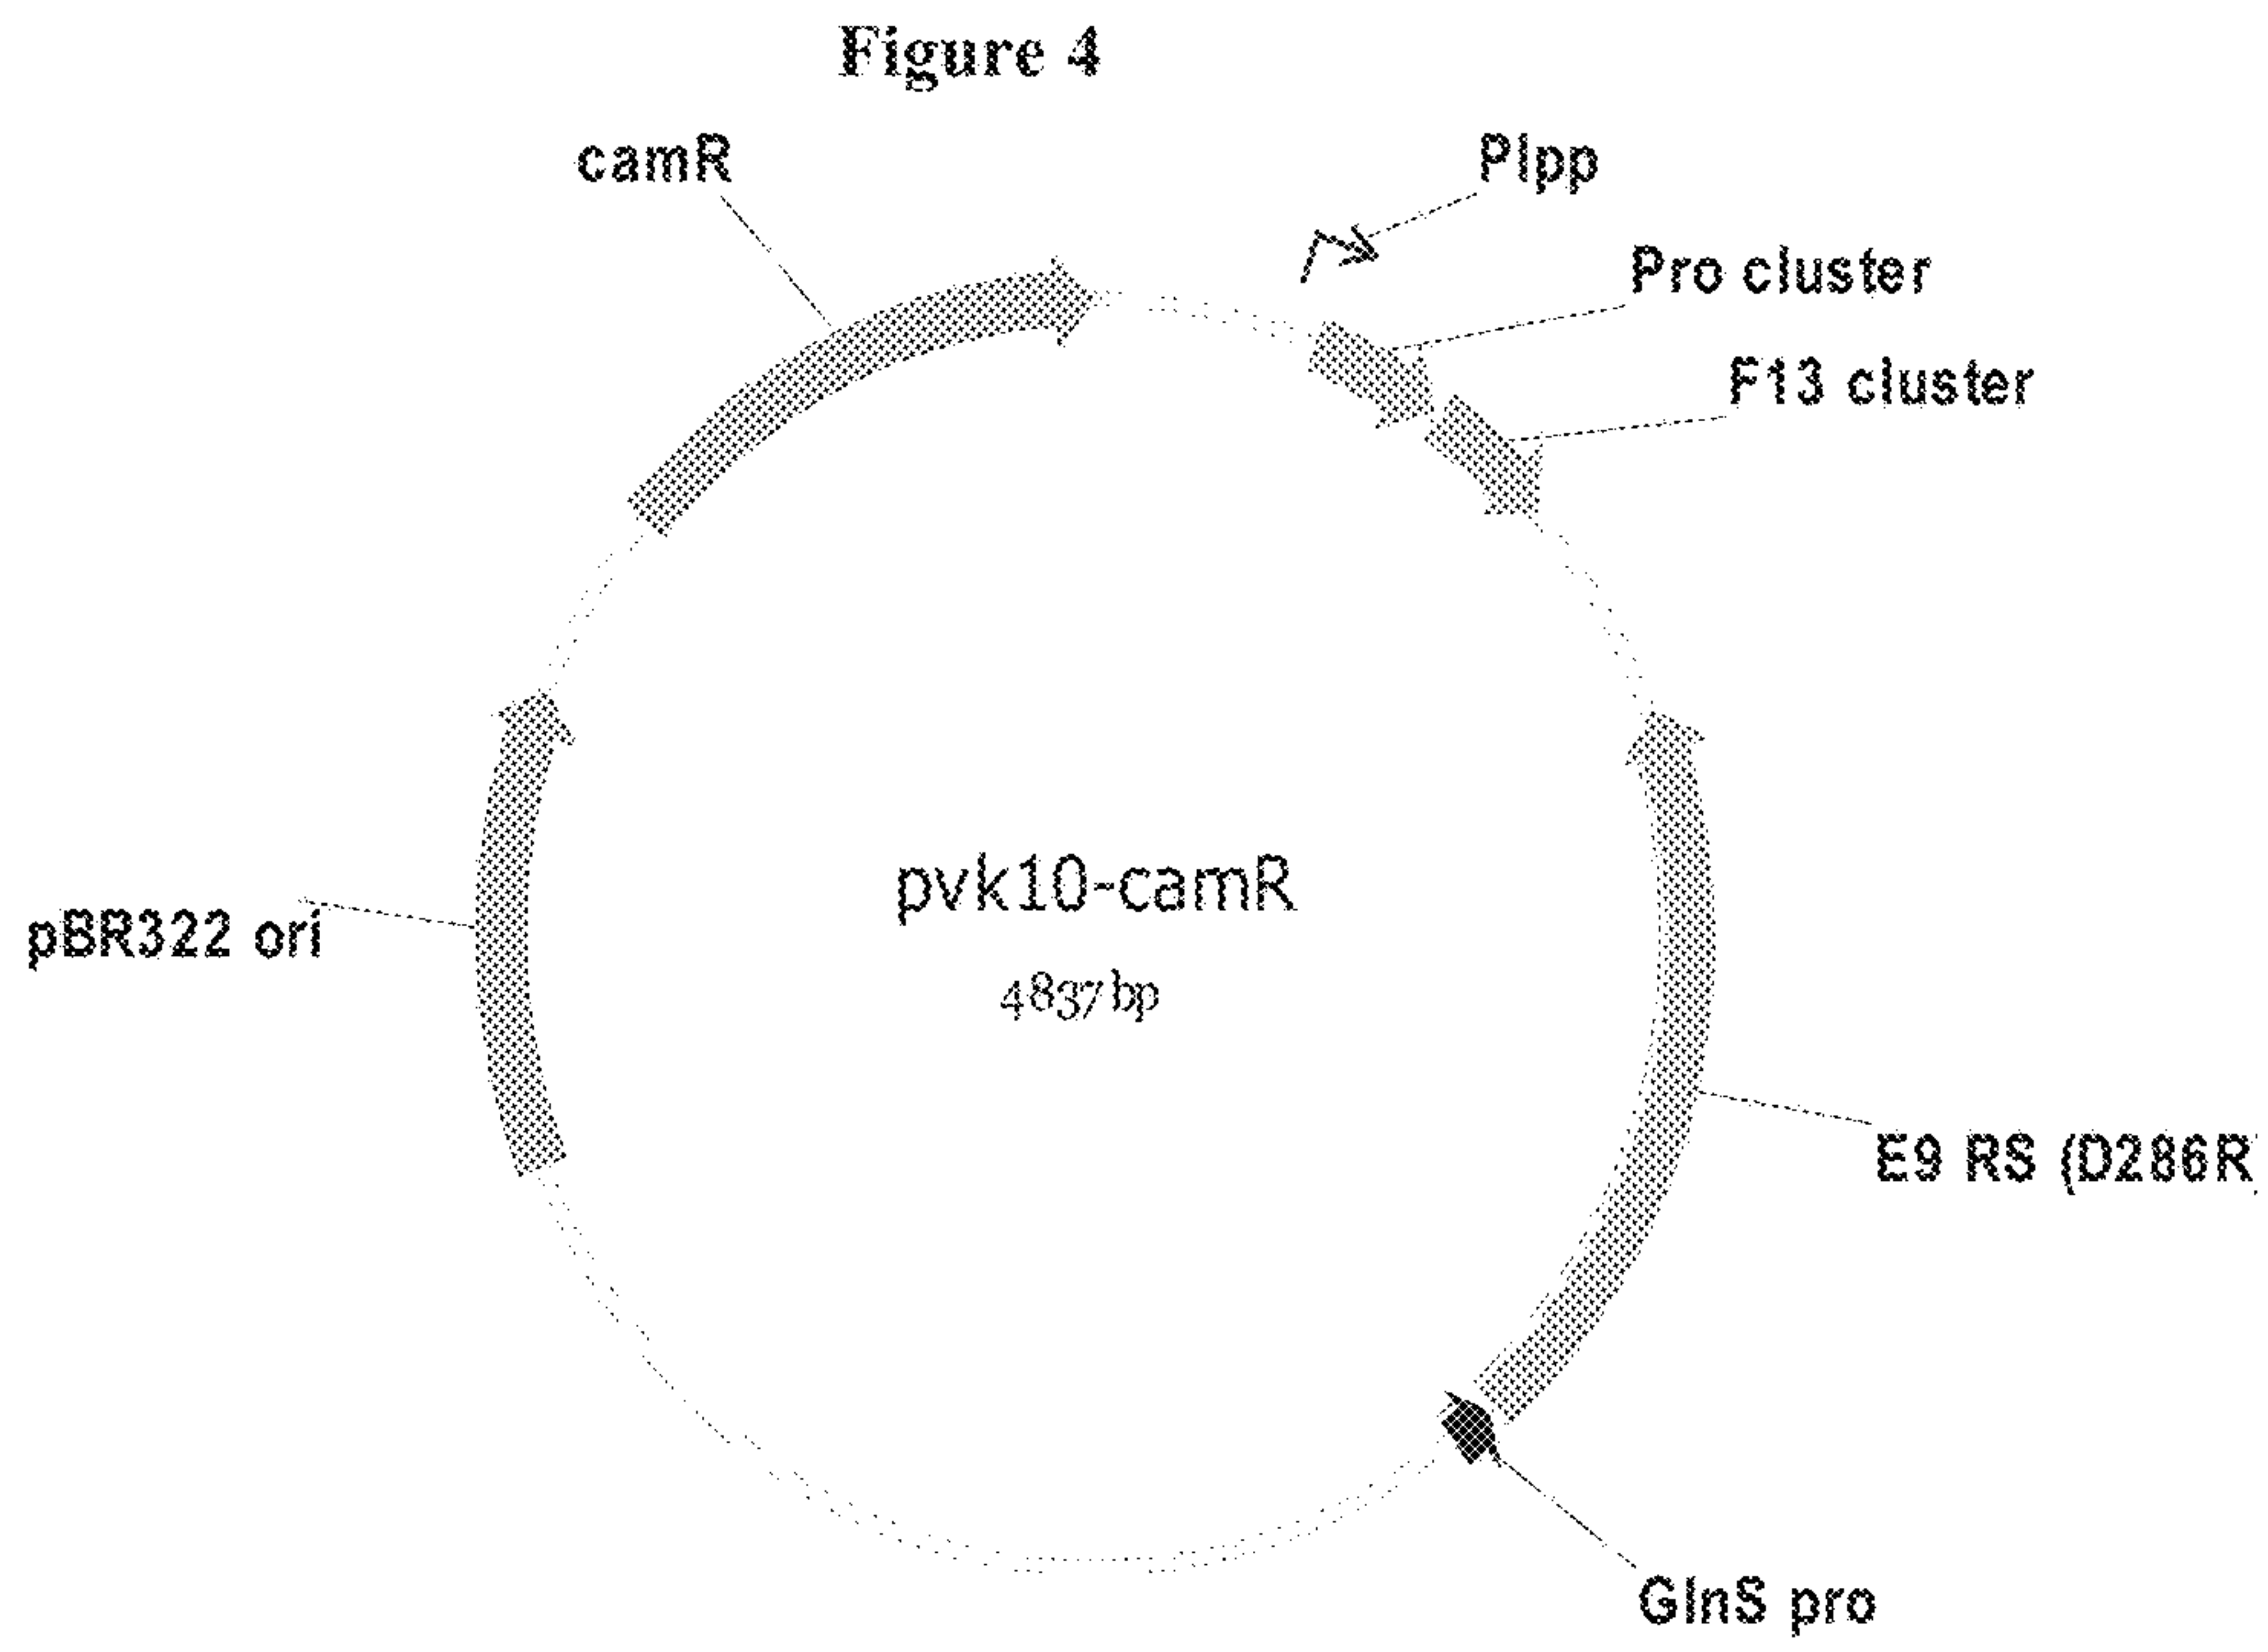 Figure 4
camR
Plpp
Pro cluster
F13 cluster
pvk10-camR
4837 bp
pBR322 ori
E9 RS (D286R)
GlnS pro